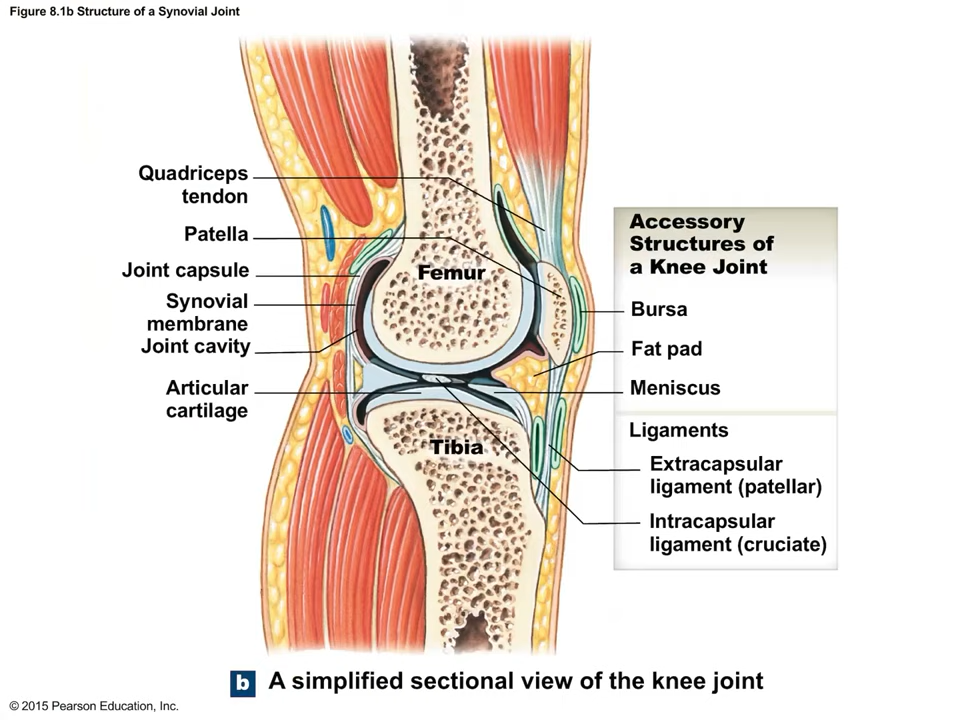 Figure 8.1b Structure of a Synovial Joint
Quadriceps
tendon
Patella
Joint capsule
Synovial
membrane
Joint cavity
Articular
cartilage
Femur
Tibia
Accessory
Structures of
a Knee Joint
Bursa
Fat pad
Meniscus
Ligaments
Extracapsular
ligament (patellar)
Intracapsular
ligament (cruciate)
b A simplified sectional view of the knee joint
© 2015 Pearson Education, Inc.